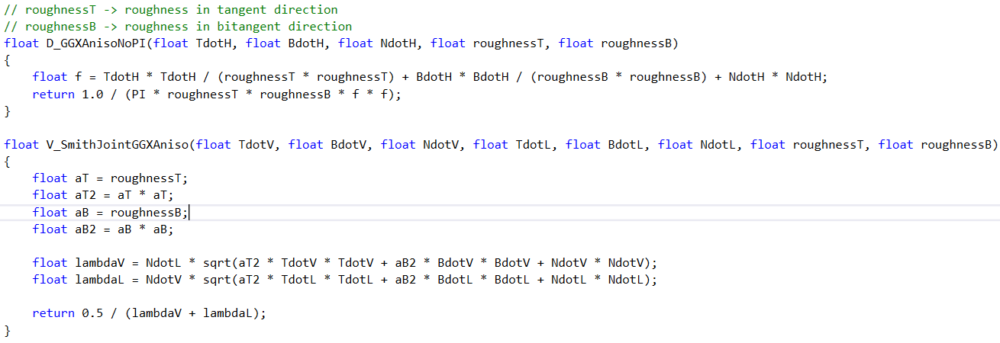 // roughnessT -> roughness in tangent direction
// roughnessB -> roughness in bitangent direction
float D_GGXAnisoNoPI(float TdotH, float BdotH, float NdotH, float roughnessT, float roughnessB)
{
    float f = TdotH * TdotH / (roughnessT * roughnessT) + BdotH * BdotH / (roughnessB * roughnessB) + NdotH * NdotH;
    return 1.0 / (PI * roughnessT * roughnessB * f * f);
}

float V_SmithJointGGXAniso(float TdotV, float BdotV, float NdotV, float TdotL, float BdotL, float NdotL, float roughnessT, float roughnessB)
{
    float aT = roughnessT;
    float aT2 = aT * aT;
    float aB = roughnessB;
    float aB2 = aB * aB;

    float lambdaV = NdotL * sqrt(aT2 * TdotV * TdotV + aB2 * BdotV * BdotV + NdotV * NdotV);
    float lambdaL = NdotV * sqrt(aT2 * TdotL * TdotL + aB2 * BdotL * BdotL + NdotL * NdotL);

    return 0.5 / (lambdaV + lambdaL);
}